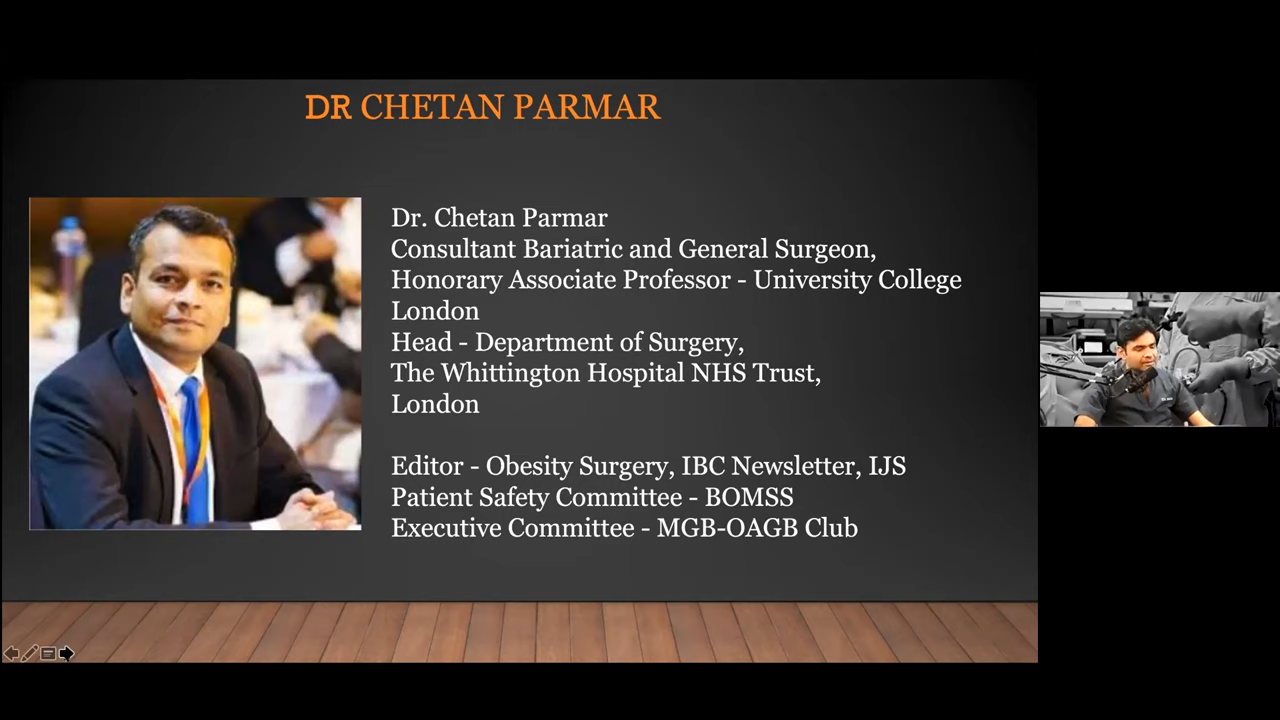 DR CHETAN PARMAR
Dr. Chetan Parmar
Consultant Bariatric and General Surgeon,
Honorary Associate Professor - University College
London
Head - Department of Surgery,
The Whittington Hospital NHS Trust,
London
Editor - Obesity Surgery, IBC Newsletter, IJS
Patient Safety Committee - BOMSS
Executive Committee - MGB-OAGB Club